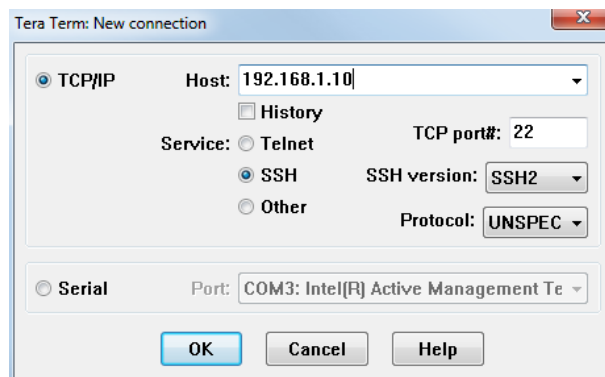 Tera Term: New connection
TCP/IP Host: 192.168.1.10
History
Service: Telnet TCP port#: 22
SSH SSH version: SSH2
Other Protocol: UNSPEC
Serial Port: COM3: Intel(R) Active Management Te
OK Cancel Help